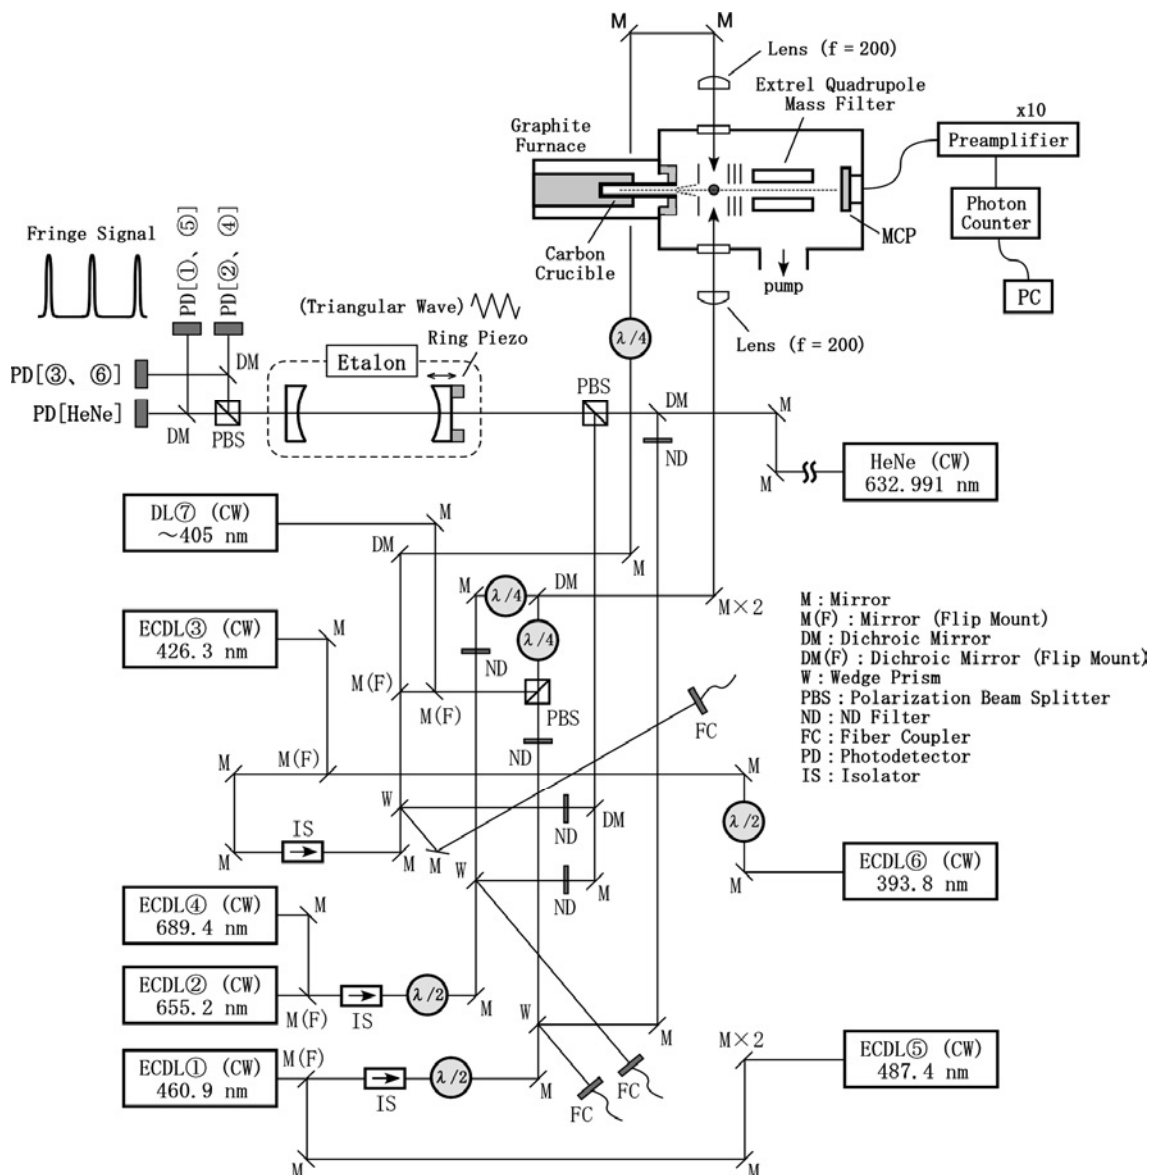 M
M
Lens (f＝200)
Extrel Quadrupole
Mass Filter
x10
Preamplifier
Graphite
Furnace
Photon
Counter
MCP
Carbon
Crucible
pump
PC
Fringe Signal
PD[①、⑤]
PD[②、④]
(Triangular Wave)
Ring Piezo
λ/4
Lens (f＝200)
Etalon
DM
PD[③、⑥]
PBS
DM
M
PD[HeNe]
DM
PBS
ND
M
HeNe (CW)
632.991 nm
DL⑦ (CW)
～405 nm
M
DM
M
M
λ/4
DM
M×2
ECDL③ (CW)
426.3 nm
M
λ/4
ND
M(F)
M(F)
PBS
ND
FC
M：Mirror
M(F)：Mirror (Flip Mount)
DM：Dichroic Mirror
DM(F)：Dichroic Mirror (Flip Mount)
W：Wedge Prism
PBS：Polarization Beam Splitter
ND：ND Filter
FC：Fiber Coupler
PD：Photodetector
IS：Isolator
M
M(F)
M
W
ND
DM
λ/2
IS
M
M
M
W
ND
M
M
ECDL⑥ (CW)
393.8 nm
ECDL④ (CW)
689.4 nm
M
ECDL② (CW)
655.2 nm
M(F)
IS
λ/2
M
W
M
M×2
ECDL⑤ (CW)
487.4 nm
ECDL① (CW)
460.9 nm
M(F)
IS
λ/2
M
FC
FC
M
M